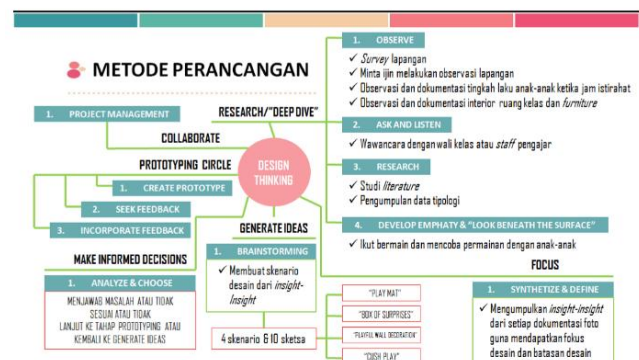 METODE PERANCANGAN
1. PROJECT MANAGEMENT
COLLABORATE
PROTOTYPING CIRCLE
1. CREATE PROTOTYPE
2. SEEK FEEDBACK
3. INCORPORATE FEEDBACK
MAKE INFORMED DECISIONS
1. ANALYZE & CHOOSE
MENJAWAB MASALAH ATAU TIDAK
SESUAI ATAU TIDAK
LANJUT KE TAHAP PROTOTYPING ATAU
KEMBALI KE GENERATE IDEAS
DESIGN
THINKING
RESEARCH/"DEEP DIVE"
1. OBSERVE
✓ Survey lapangan
✓ Minta ijin melakukan observasi lapangan
✓ Observasi dan dokumentasi tingkah laku anak-anak ketika jam istirahat
✓ Observasi dan dokumentasi interior ruang kelas dan furniture
2. ASK AND LISTEN
✓ Wawancara dengan wali kelas atau staff pengajar
3. RESEARCH
✓ Studi literature
✓ Pengumpulan data tipologi
4. DEVELOP EMPHATY & "LOOK BENEATH THE SURFACE"
✓ Ikut bermain dan mencoba permainan dengan anak-anak
GENERATE IDEAS
1. BRAINSTORMING
✓ Membuat skenario
desain dari insight-
Insight
4 skenario & 10 sketsa
"PLAY MAT"
"BOX OF SURPRISES"
"PLAYFUL WALL DECORATION"
"CUSH PLAY"
FOCUS
1. SYNTHETIZE & DEFINE
✓ Mengumpulkan insight-insight
dari setiap dokumentasi foto
guna mendapatkan fokus
desain dan batasan desain